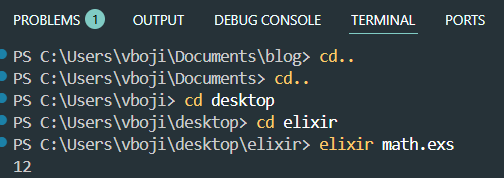 PROBLEMS 1 OUTPUT DEBUG CONSOLE TERMINAL PORTS
PS C:\Users\vboji\Documents\blog> cd..
PS C:\Users\vboji\Documents> cd..
PS C:\Users\vboji> cd desktop
PS C:\Users\vboji\desktop> cd elixir
PS C:\Users\vboji\desktop\elixir> elixir math.exs
12